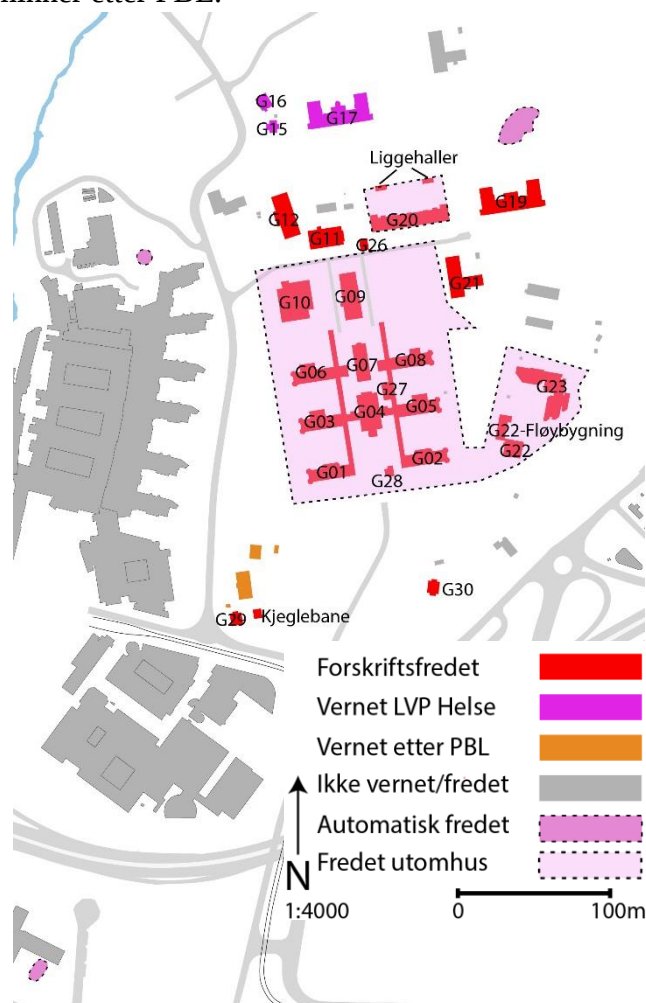 G16
G15
G17
Liggehaller
G12
G11
G20
G19
G26
G21
G10
G09
G06
G07
G08
G27
G23
G03
G04
G05
G22-Fløybygning
G22
G01
G02
G28
G30
G29
Kjeglebane
Forskriftsfredet
Vernet LVP Helse
Vernet etter PBL
Ikke vernet/fredet
Automatisk fredet
Fredet utomhus
N
1:4000
0
100m